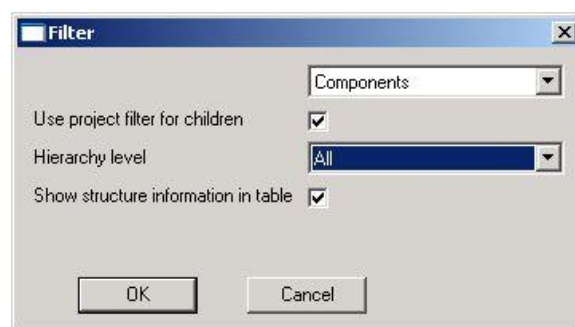 Filter
Components
Use project filter for children
Hierarchy level All
Show structure information in table
OK Cancel